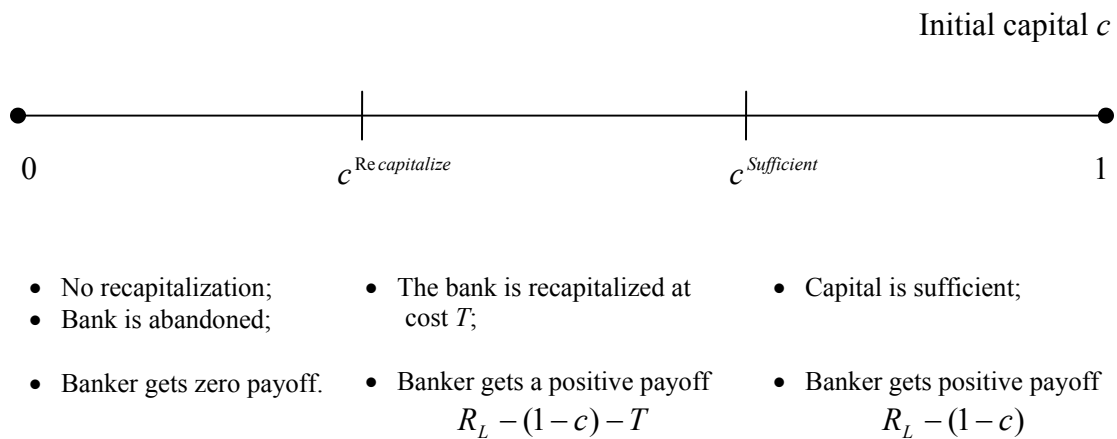 Initial capital c
0
c^Recapitalize
c^Sufficient
1
• No recapitalization;
• Bank is abandoned;
• Banker gets zero payoff.
• The bank is recapitalized at
cost T;
• Banker gets a positive payoff
R_L − (1 − c) − T
• Capital is sufficient;
• Banker gets positive payoff
R_L − (1 − c)